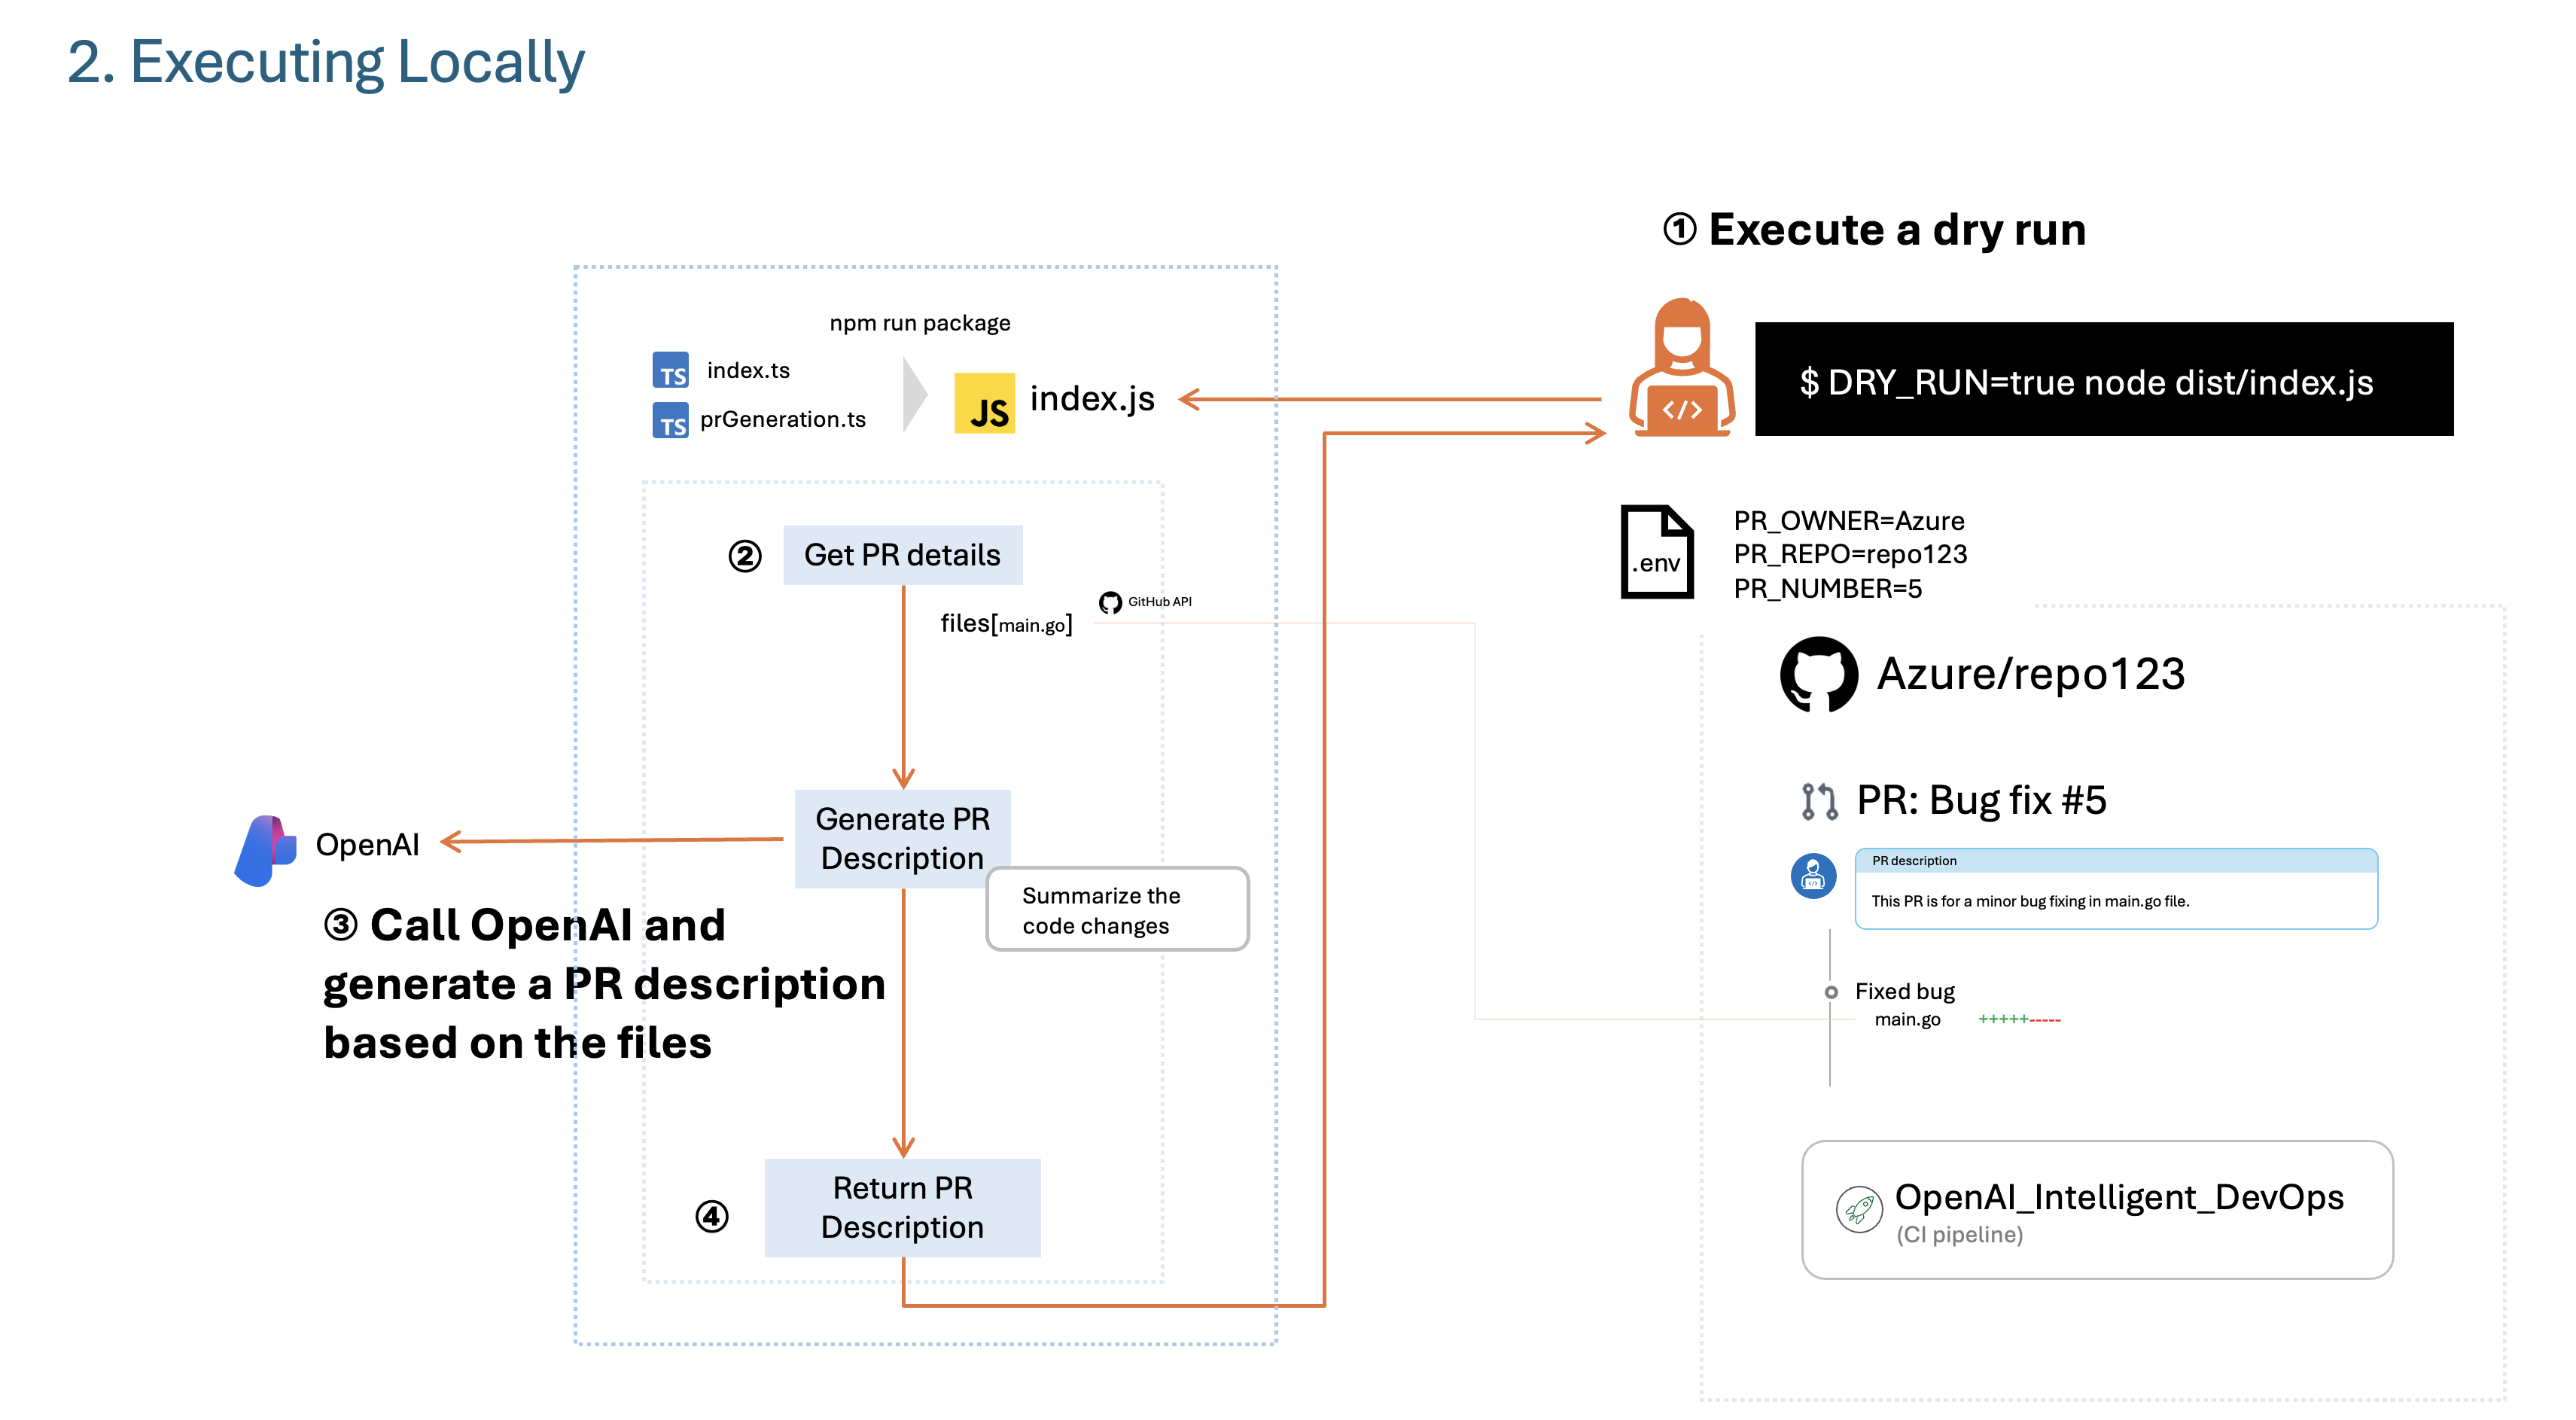 2. Executing Locally
① Execute a dry run
npm run package
TS index.ts
TS prGeneration.ts
JS index.js
</>
$ DRY_RUN=true node dist/index.js
② Get PR details
.env
PR_OWNER=Azure
PR_REPO=repo123
PR_NUMBER=5
GitHub API
files[main.go]
Azure/repo123
Generate PR
Description
OpenAI
Summarize the
code changes
③ Call OpenAI and
generate a PR description
based on the files
PR: Bug fix #5
PR description
</>
This PR is for a minor bug fixing in main.go file.
Fixed bug
main.go +++++-----
④ Return PR
Description
OpenAI_Intelligent_DevOps
(CI pipeline)